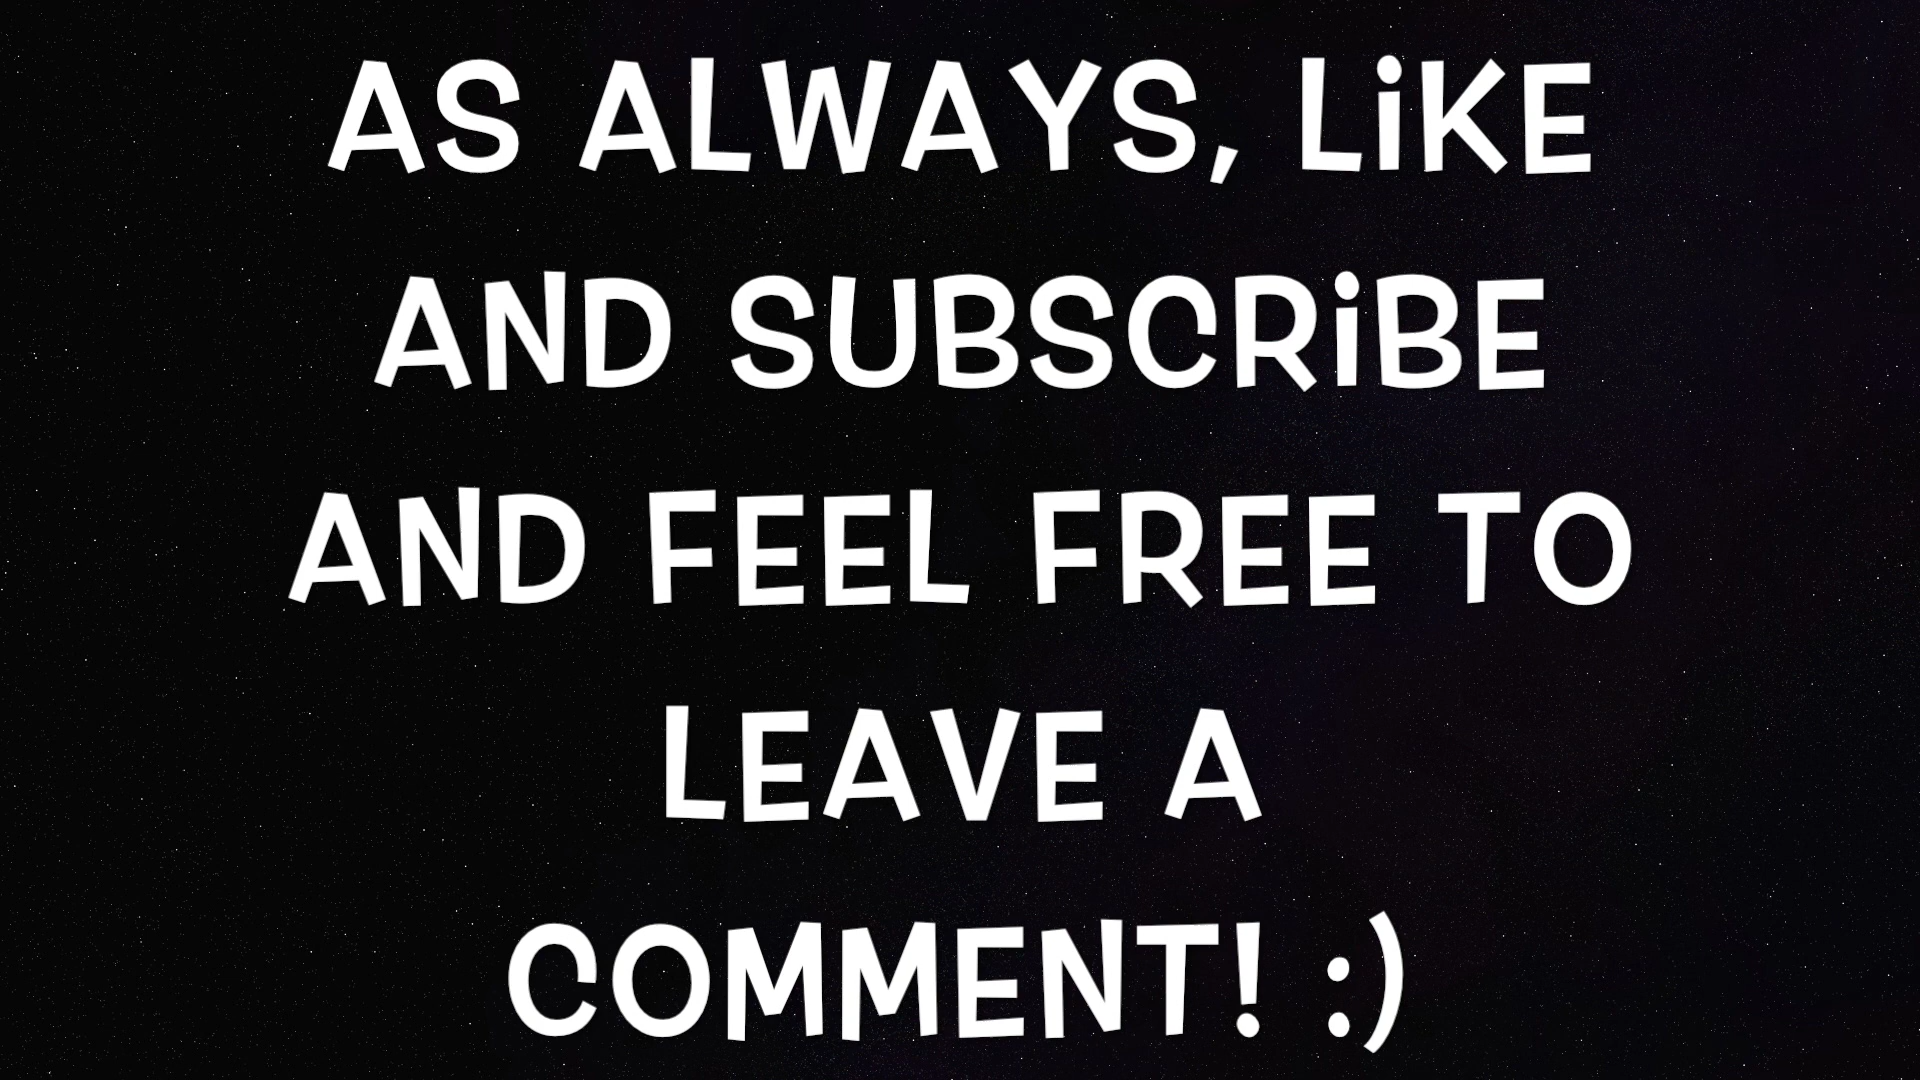 AS ALWAYS, LiKE
AND SUBSCRiBE
AND FEEL FREE TO
LEAVE A
COMMENT! :)